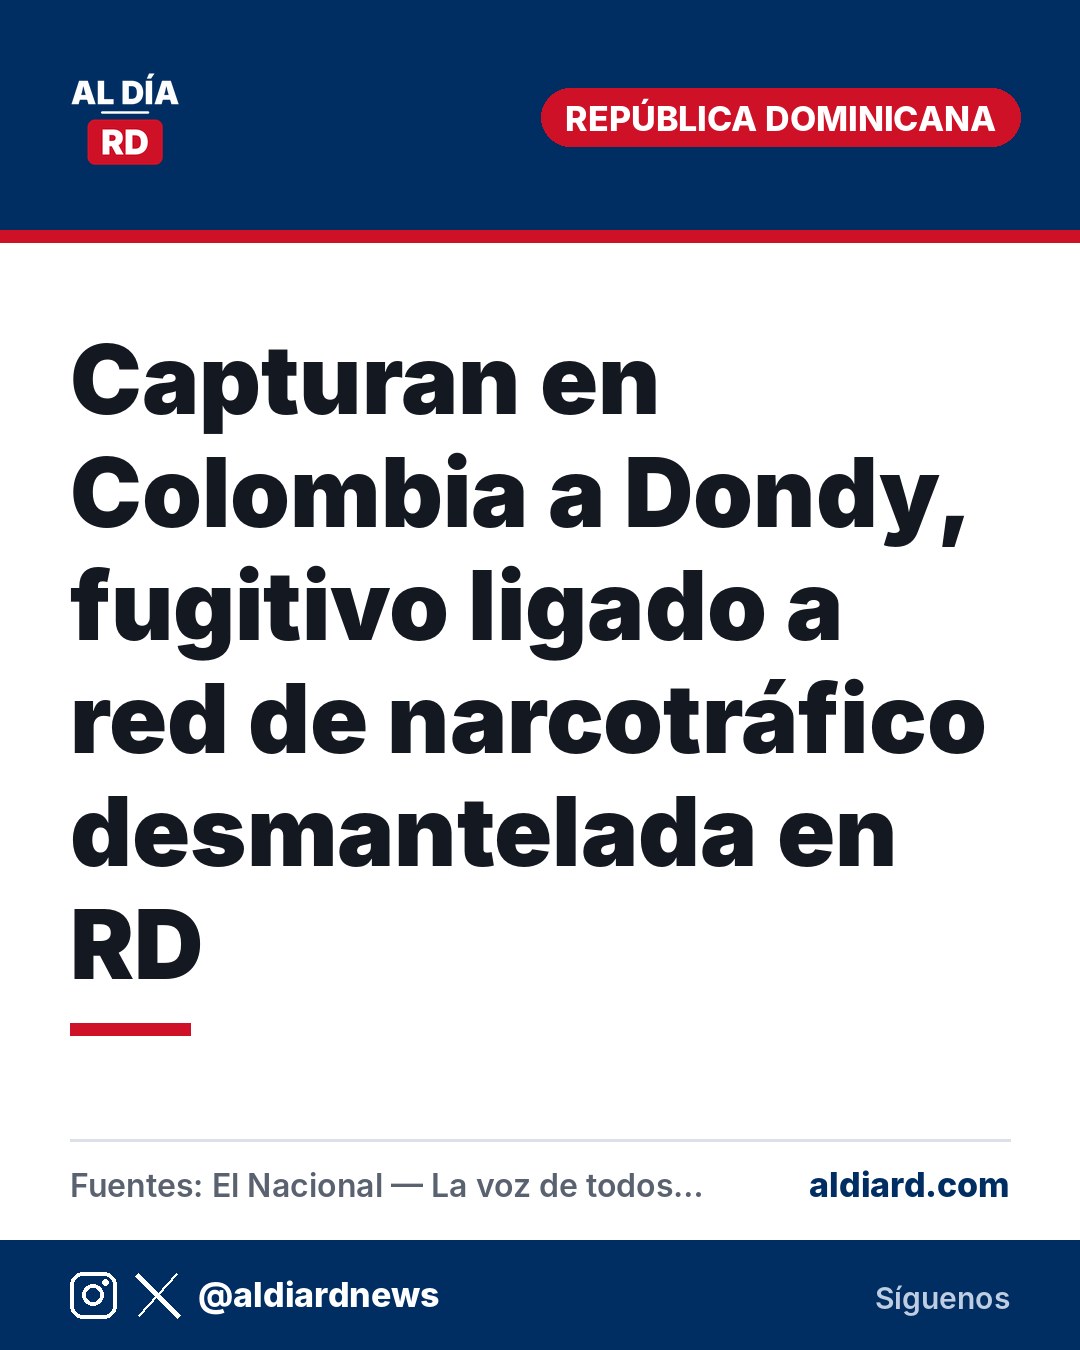 AL DÍA
RD
REPÚBLICA DOMINICANA
Capturan en
Colombia a Dondy,
fugitivo ligado a
red de narcotráfico
desmantelada en
RD
Fuentes: El Nacional — La voz de todos...
aldiard.com
@aldiardnews
Síguenos